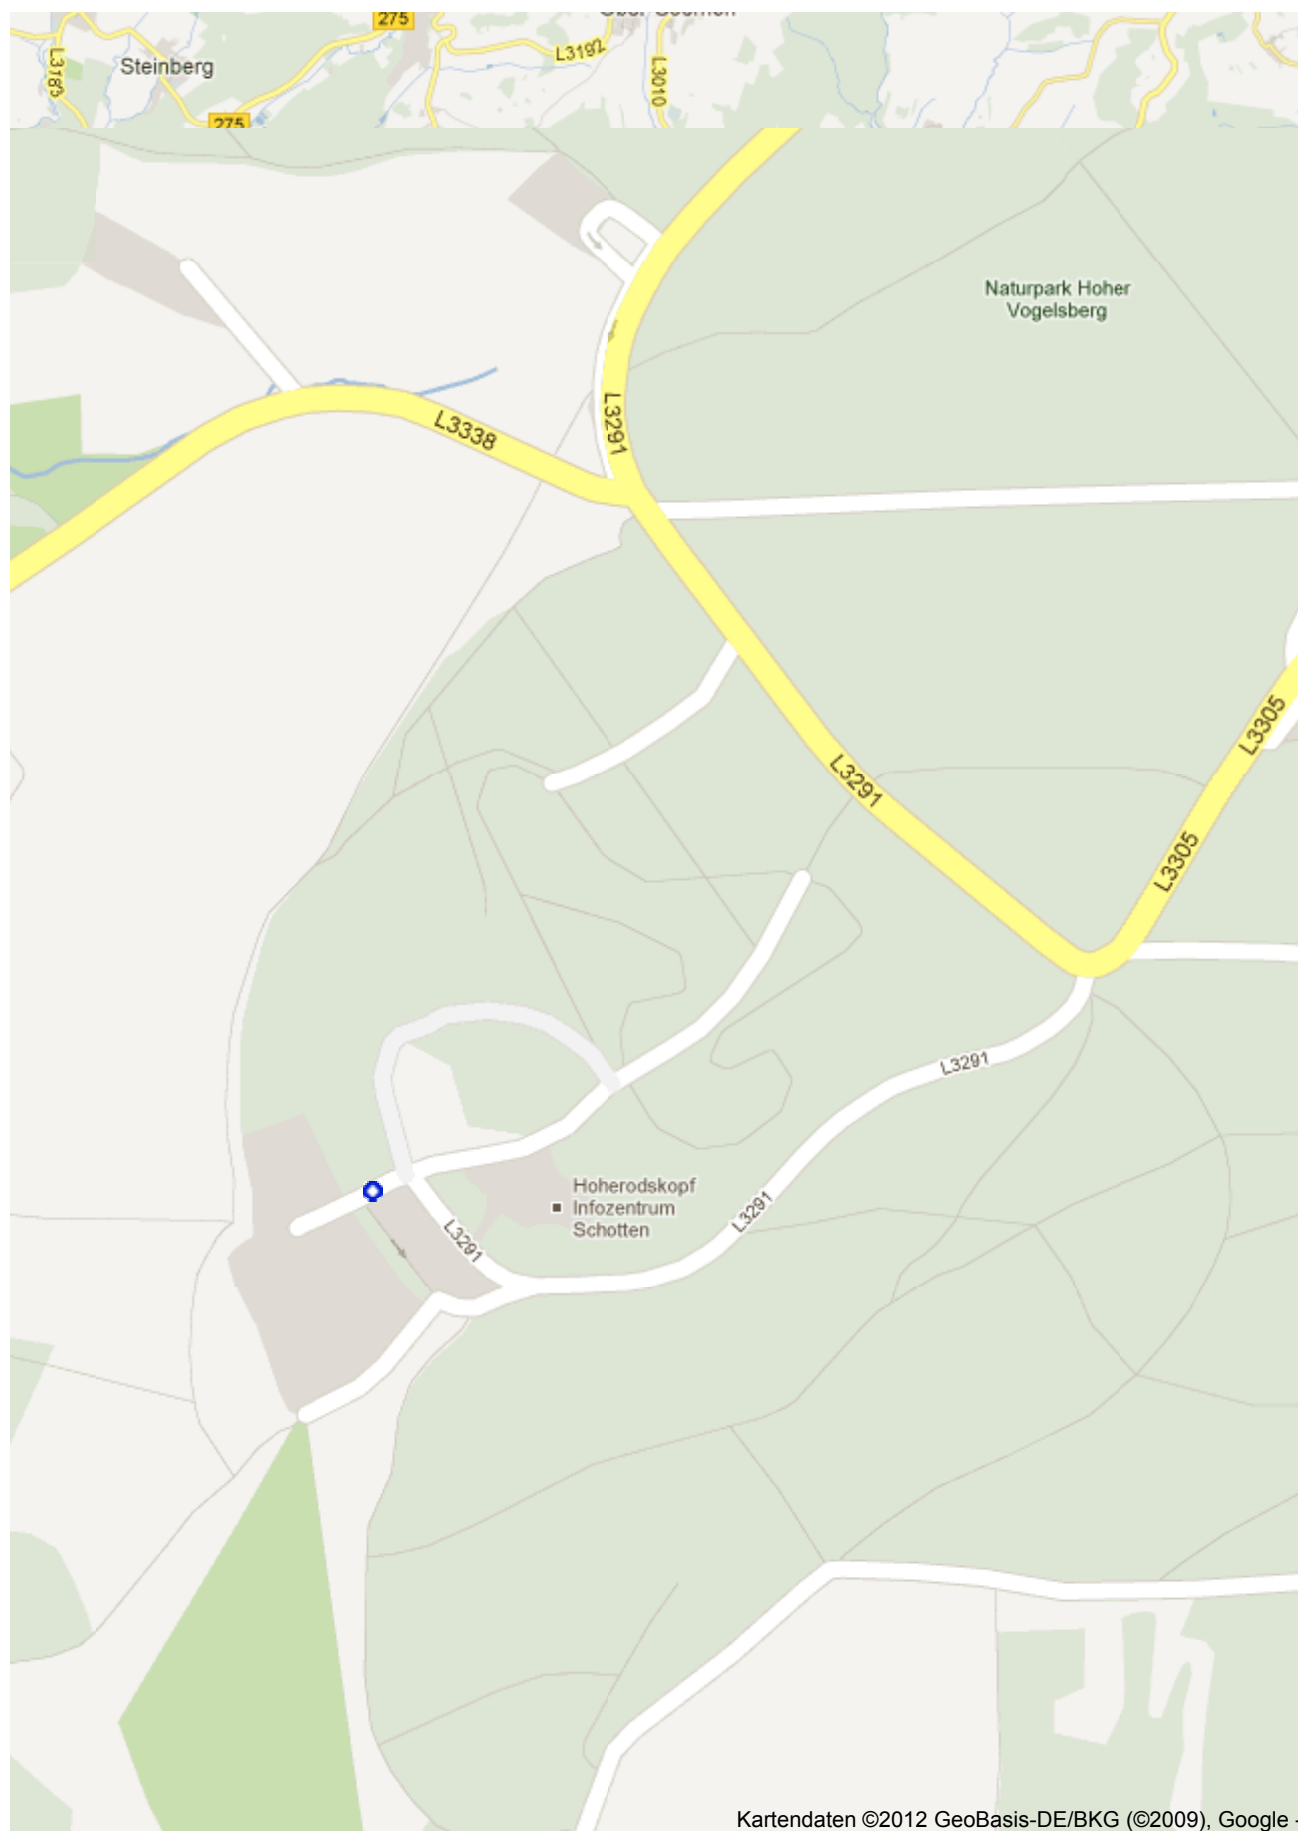 275
L3183
Steinberg
L3192
L3010
275
Naturpark Hoher
Vogelsberg
L3291
L3338
L3305
L3291
L3305
L3291
Hoherodskopf
Infozentrum
Schotten
L3291
L3291
Kartendaten ©2012 GeoBasis-DE/BKG (©2009), Google -